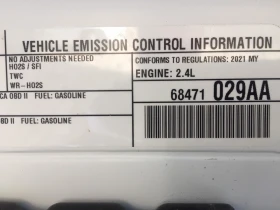 VEHICLE EMISSION CONTROL INFORMATION
NO ADJUSTMENTS NEEDED
HO2S / SFI
TWC
WR-HO2S
CONFORMS TO REGULATIONS: 2021 MY
ENGINE: 2.4L
CA OBD II FUEL: GASOLINE
68471 029AA
BD II FUEL: GASOLINE